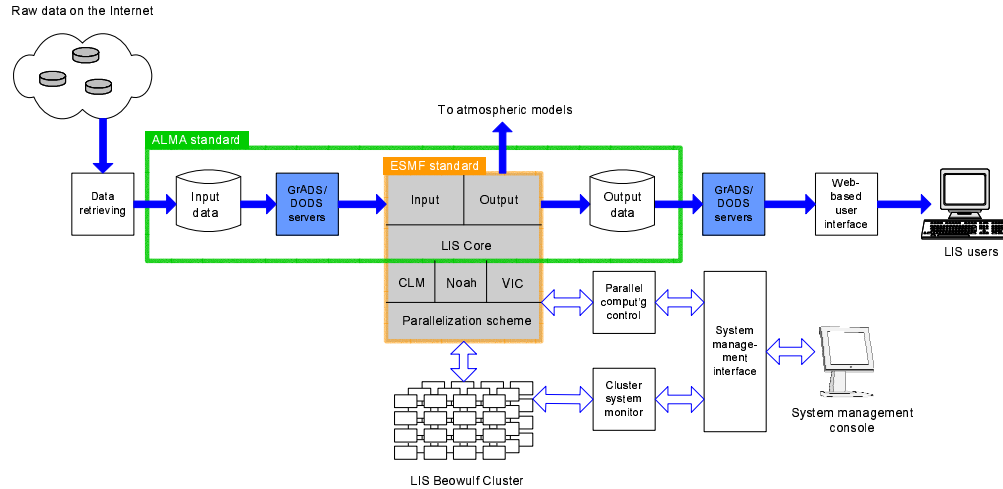 Raw data on the Internet
To atmospheric models
ALMA standard
ESMF standard
Data
retrieving
Input
data
GrADS/
DODS
servers
Input
Output
Output
data
GrADS/
DODS
servers
Web-
based user
interface
LIS users
LIS Core
CLM
Noah
VIC
Parallelization scheme
Parallel
comput'g
control
System
manage-
ment
interface
Cluster
system
monitor
System management
console
LIS Beowulf Cluster